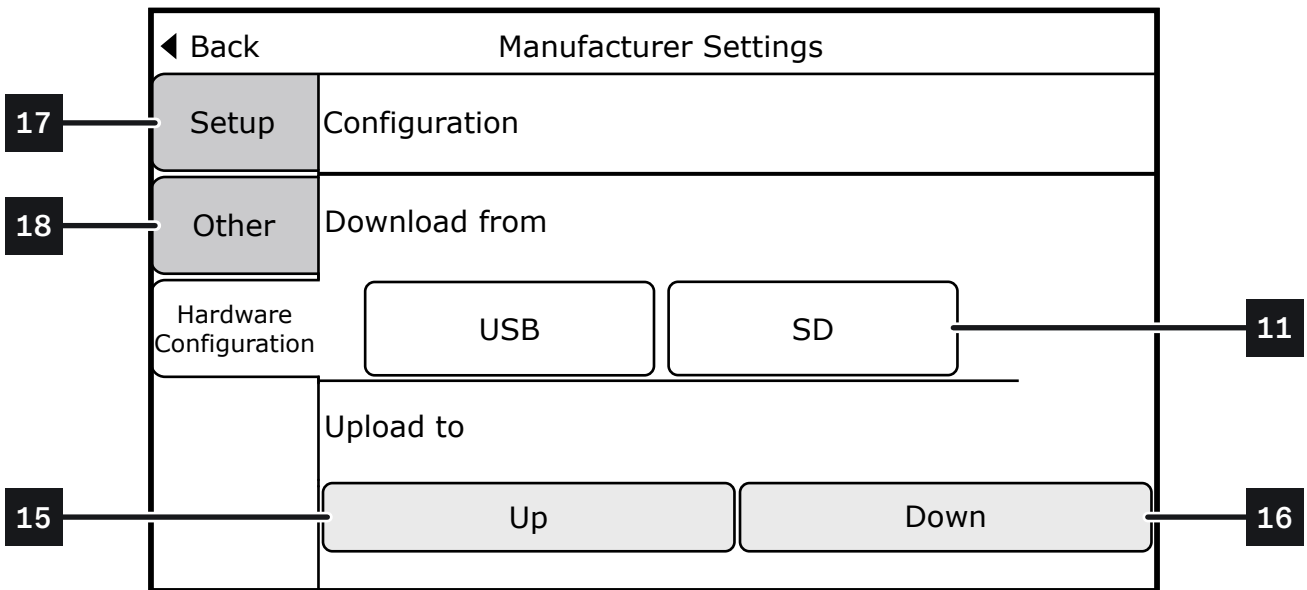 Back
Manufacturer Settings
17
Setup
Configuration
18
Other
Download from
Hardware
Configuration
USB
SD
11
Upload to
15
Up
Down
16